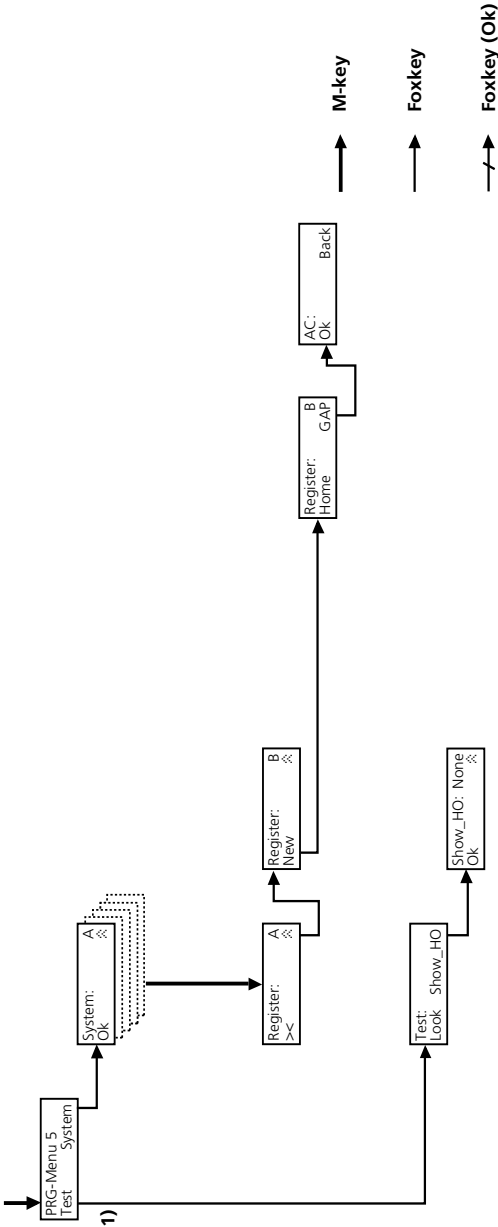 PRG-Menu 5
Test System
1)
System: A
Ok
Register: A
><
Register: B
New
Register: B
Home GAP
AC:
Ok Back
Test:
Look Show_HO
Show_HO: None
Ok
M-key
Foxkey
Foxkey (Ok)